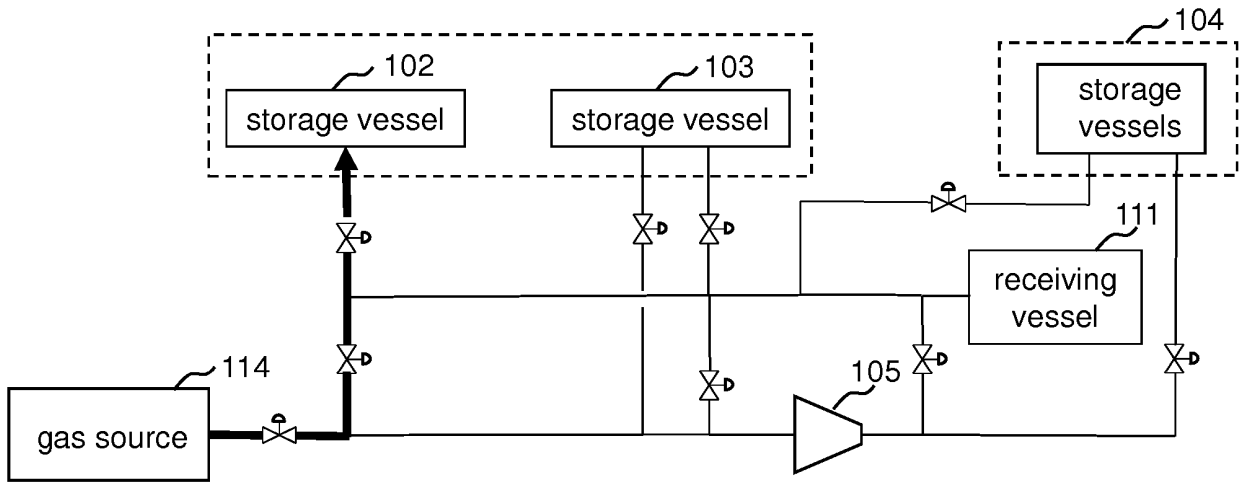 104
102
103
storage
vessels
storage vessel
storage vessel
111
receiving
vessel
114
105
gas source